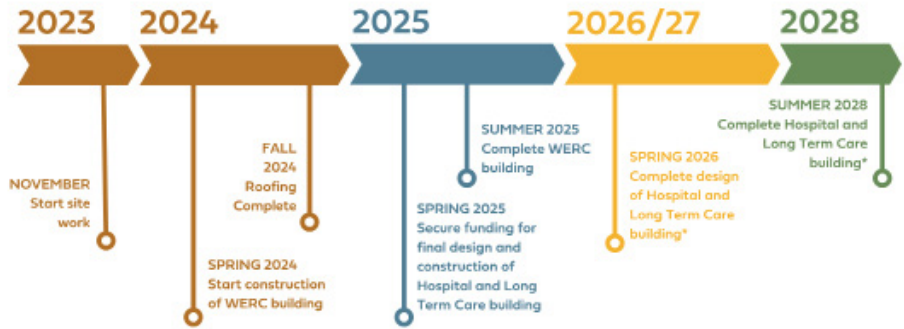 2023
2024
2025
2026/27
2028
NOVEMBER
Start site
work
SPRING 2024
Start construction
of WERC building
FALL
2024
Roofing
Complete
SPRING 2025
Secure funding for
final design and
construction of
Hospital and Long
Term Care building
SUMMER 2025
Complete WERC
building
SPRING 2026
Complete design
of Hospital and
Long Term Care
building*
SUMMER 2028
Complete Hospital and
Long Term Care
building*